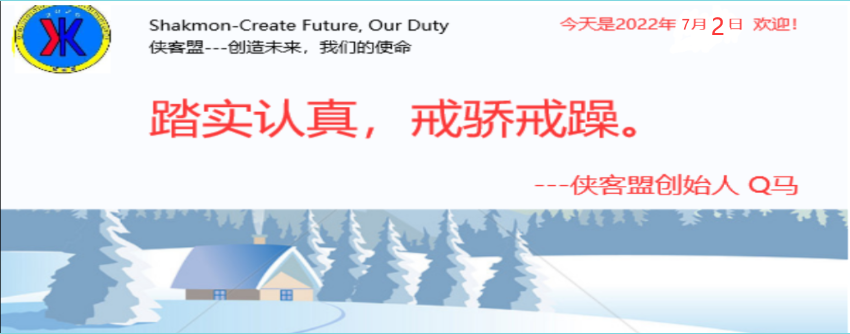 Shakmon-Create Future, Our Duty
侠客盟---创造未来，我们的使命
今天是2022年 7月 2 日 欢迎!
踏实认真，戒骄戒躁。
---侠客盟创始人 Q马